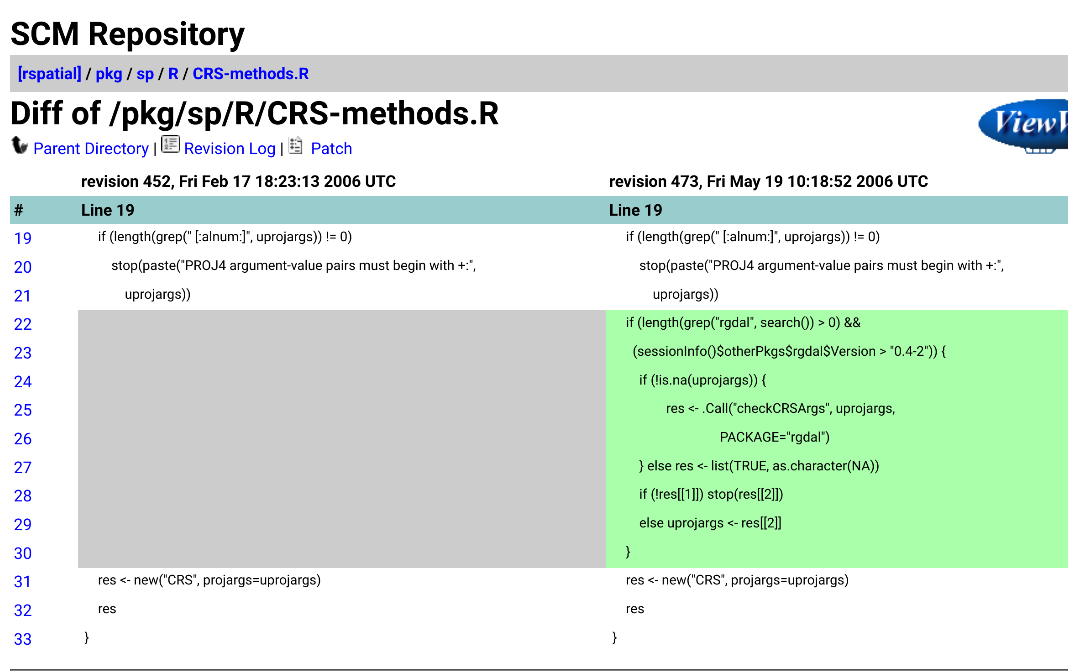 SCM Repository
[rspatial] / pkg / sp / R / CRS-methods.R
Diff of /pkg/sp/R/CRS-methods.R
ViewV
Parent Directory | Revision Log | Patch
revision 452, Fri Feb 17 18:23:13 2006 UTC revision 473, Fri May 19 10:18:52 2006 UTC
# Line 19 Line 19
19 if (length(grep(" [:alnum:]", uprojargs)) != 0) if (length(grep(" [:alnum:]", uprojargs)) != 0)
20 stop(paste("PROJ4 argument-value pairs must begin with +:", stop(paste("PROJ4 argument-value pairs must begin with +:",
21 uprojargs)) uprojargs))
22 if (length(grep("rgdal", search()) > 0) &&
23 (sessionInfo()$otherPkgs$rgdal$Version > "0.4-2")) {
24 if (!is.na(uprojargs)) {
25 res <- .Call("checkCRSArgs", uprojargs,
26 PACKAGE="rgdal")
27 } else res <- list(TRUE, as.character(NA))
28 if (!res[[1]]) stop(res[[2]])
29 else uprojargs <- res[[2]]
30 }
31 res <- new("CRS", projargs=uprojargs) res <- new("CRS", projargs=uprojargs)
32 res res
33 } }